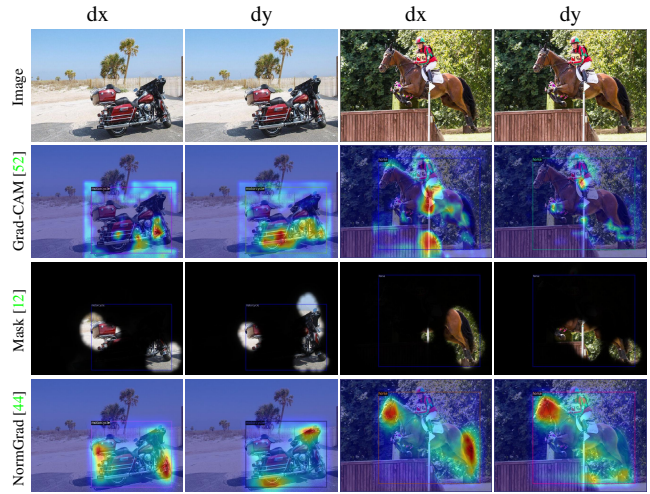 dx dy dx dy
Image
Grad-CAM [52]
Mask [12]
NormGrad [44]